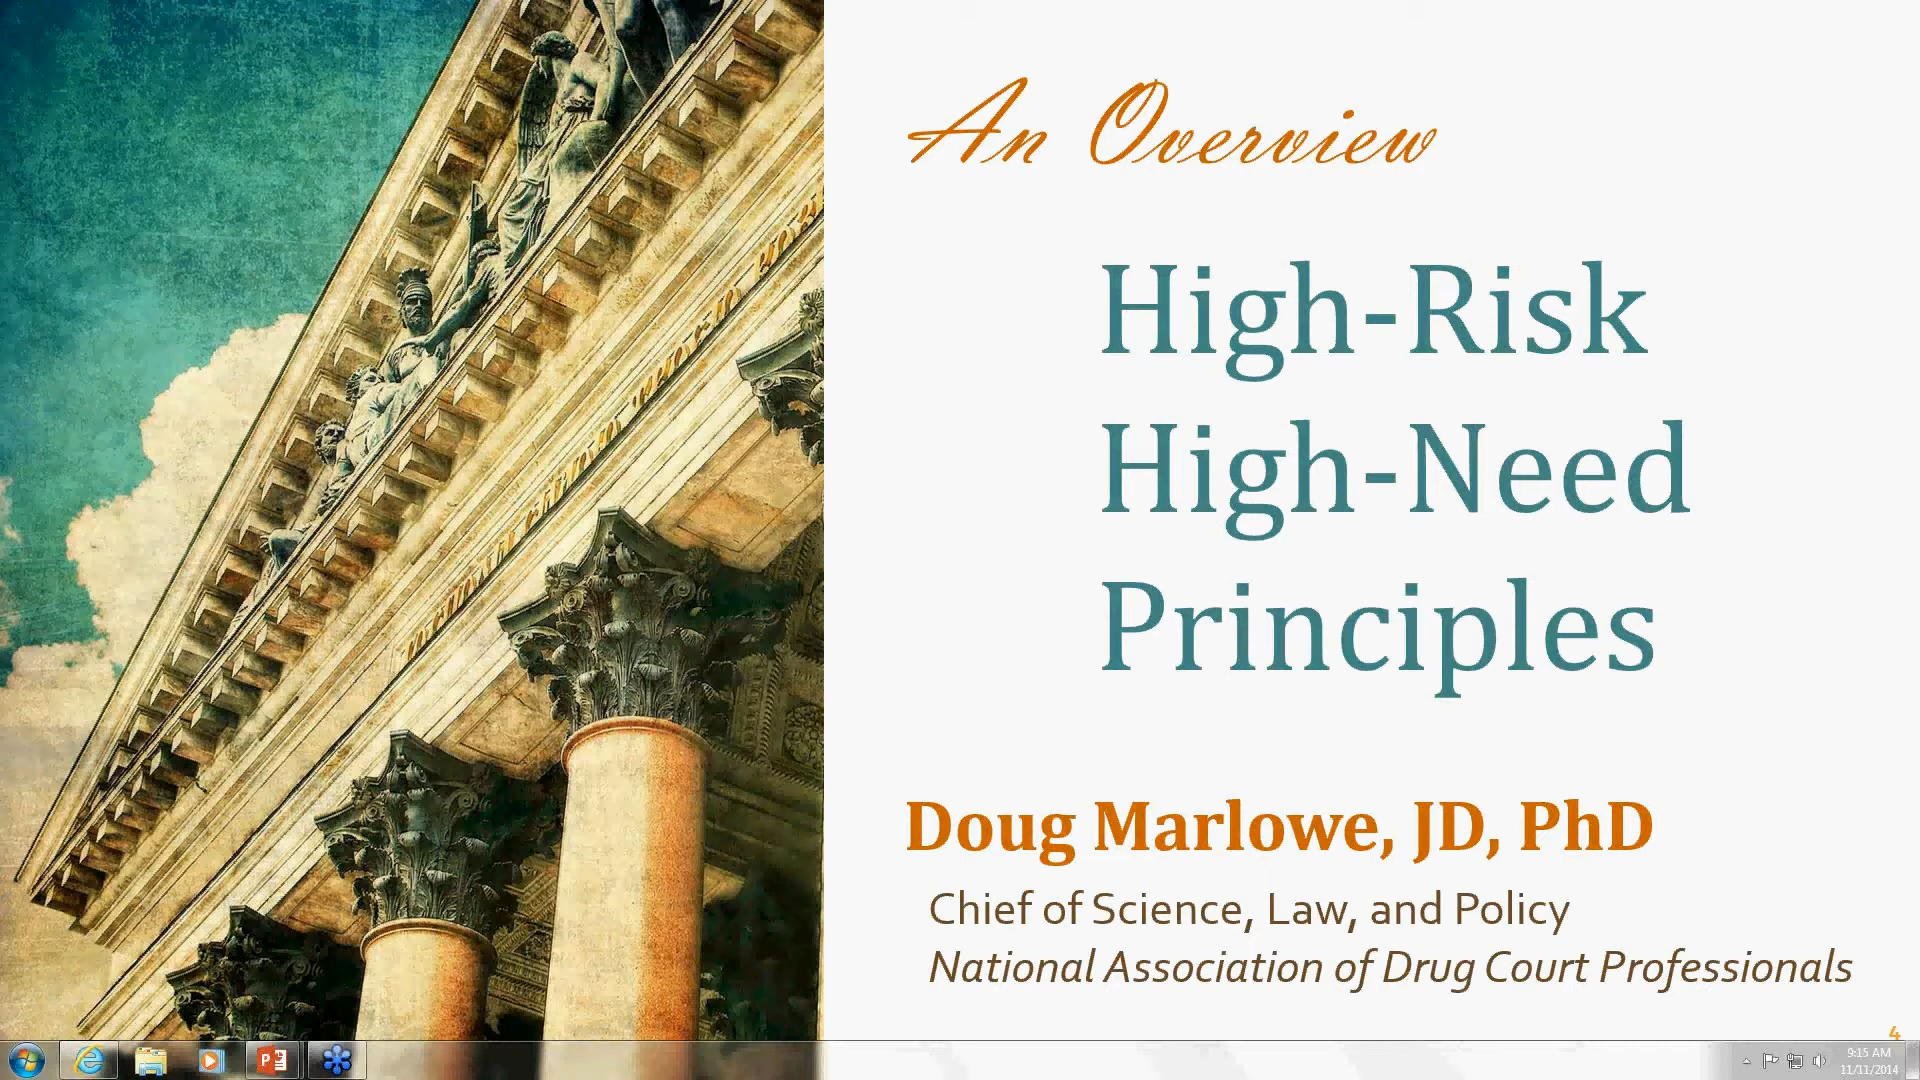 An Overview
High-Risk
High-Need
Principles
Doug Marlowe, JD, PhD
Chief of Science, Law, and Policy
National Association of Drug Court Professionals
4
9:15 AM
11/11/2014